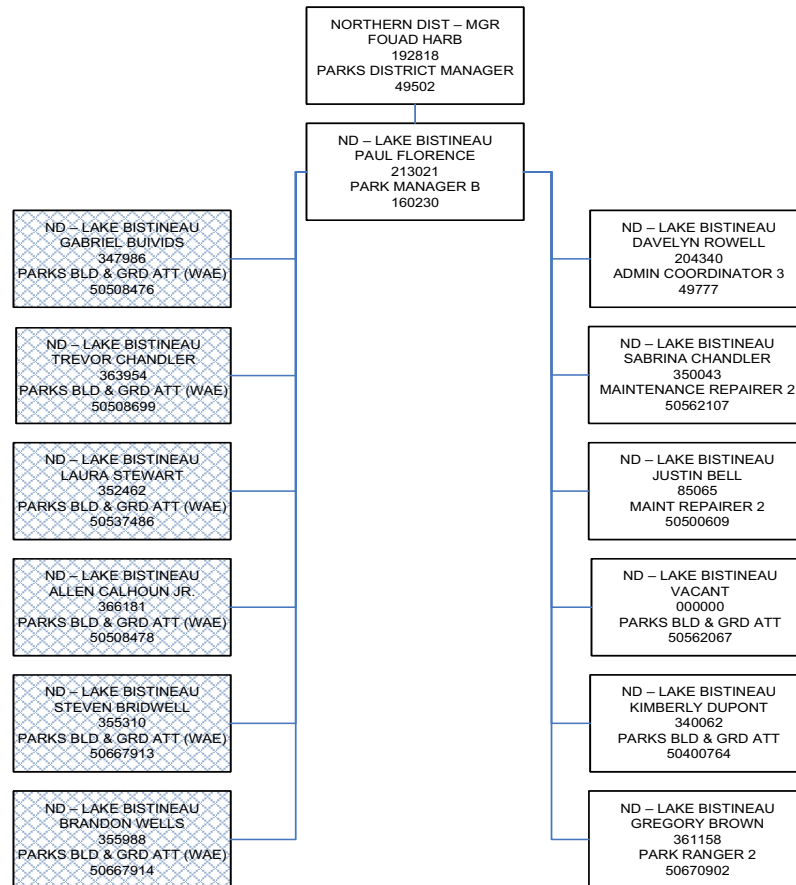 NORTHERN DIST – MGR
FOUAD HARB
192818
PARKS DISTRICT MANAGER
49502
ND – LAKE BISTINEAU
PAUL FLORENCE
213021
PARK MANAGER B
160230
ND – LAKE BISTINEAU
GABRIEL BUIVIDS
347986
PARKS BLD & GRD ATT (WAE)
50508476
ND – LAKE BISTINEAU
TREVOR CHANDLER
363954
PARKS BLD & GRD ATT (WAE)
50508699
ND – LAKE BISTINEAU
LAURA STEWART
352462
PARKS BLD & GRD ATT (WAE)
50537486
ND – LAKE BISTINEAU
ALLEN CALHOUN JR.
366181
PARKS BLD & GRD ATT (WAE)
50508478
ND – LAKE BISTINEAU
STEVEN BRIDWELL
355310
PARKS BLD & GRD ATT (WAE)
50667913
ND – LAKE BISTINEAU
BRANDON WELLS
355988
PARKS BLD & GRD ATT (WAE)
50667914
ND – LAKE BISTINEAU
DAVELYN ROWELL
204340
ADMIN COORDINATOR 3
49777
ND – LAKE BISTINEAU
SABRINA CHANDLER
350043
MAINTENANCE REPAIRER 2
50562107
ND – LAKE BISTINEAU
JUSTIN BELL
85065
MAINT REPAIRER 2
50500609
ND – LAKE BISTINEAU
VACANT
000000
PARKS BLD & GRD ATT
50562067
ND – LAKE BISTINEAU
KIMBERLY DUPONT
340062
PARKS BLD & GRD ATT
50400764
ND – LAKE BISTINEAU
GREGORY BROWN
361158
PARK RANGER 2
50670902